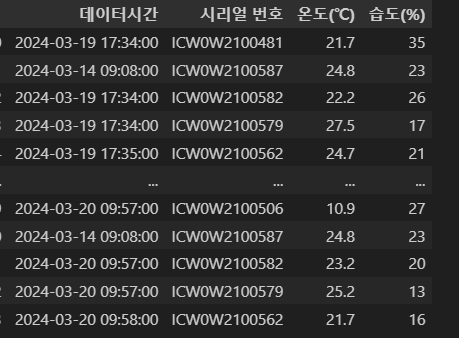 데이터시간 시리얼 번호 온도(℃) 습도(%)
2024-03-19 17:34:00 ICW0W2100481 21.7 35
2024-03-14 09:08:00 ICW0W2100587 24.8 23
2024-03-19 17:34:00 ICW0W2100582 22.2 26
2024-03-19 17:34:00 ICW0W2100579 27.5 17
2024-03-19 17:35:00 ICW0W2100562 24.7 21
... ... ... ...
2024-03-20 09:57:00 ICW0W2100506 10.9 27
2024-03-14 09:08:00 ICW0W2100587 24.8 23
2024-03-20 09:57:00 ICW0W2100582 23.2 20
2024-03-20 09:57:00 ICW0W2100579 25.2 13
2024-03-20 09:58:00 ICW0W2100562 21.7 16